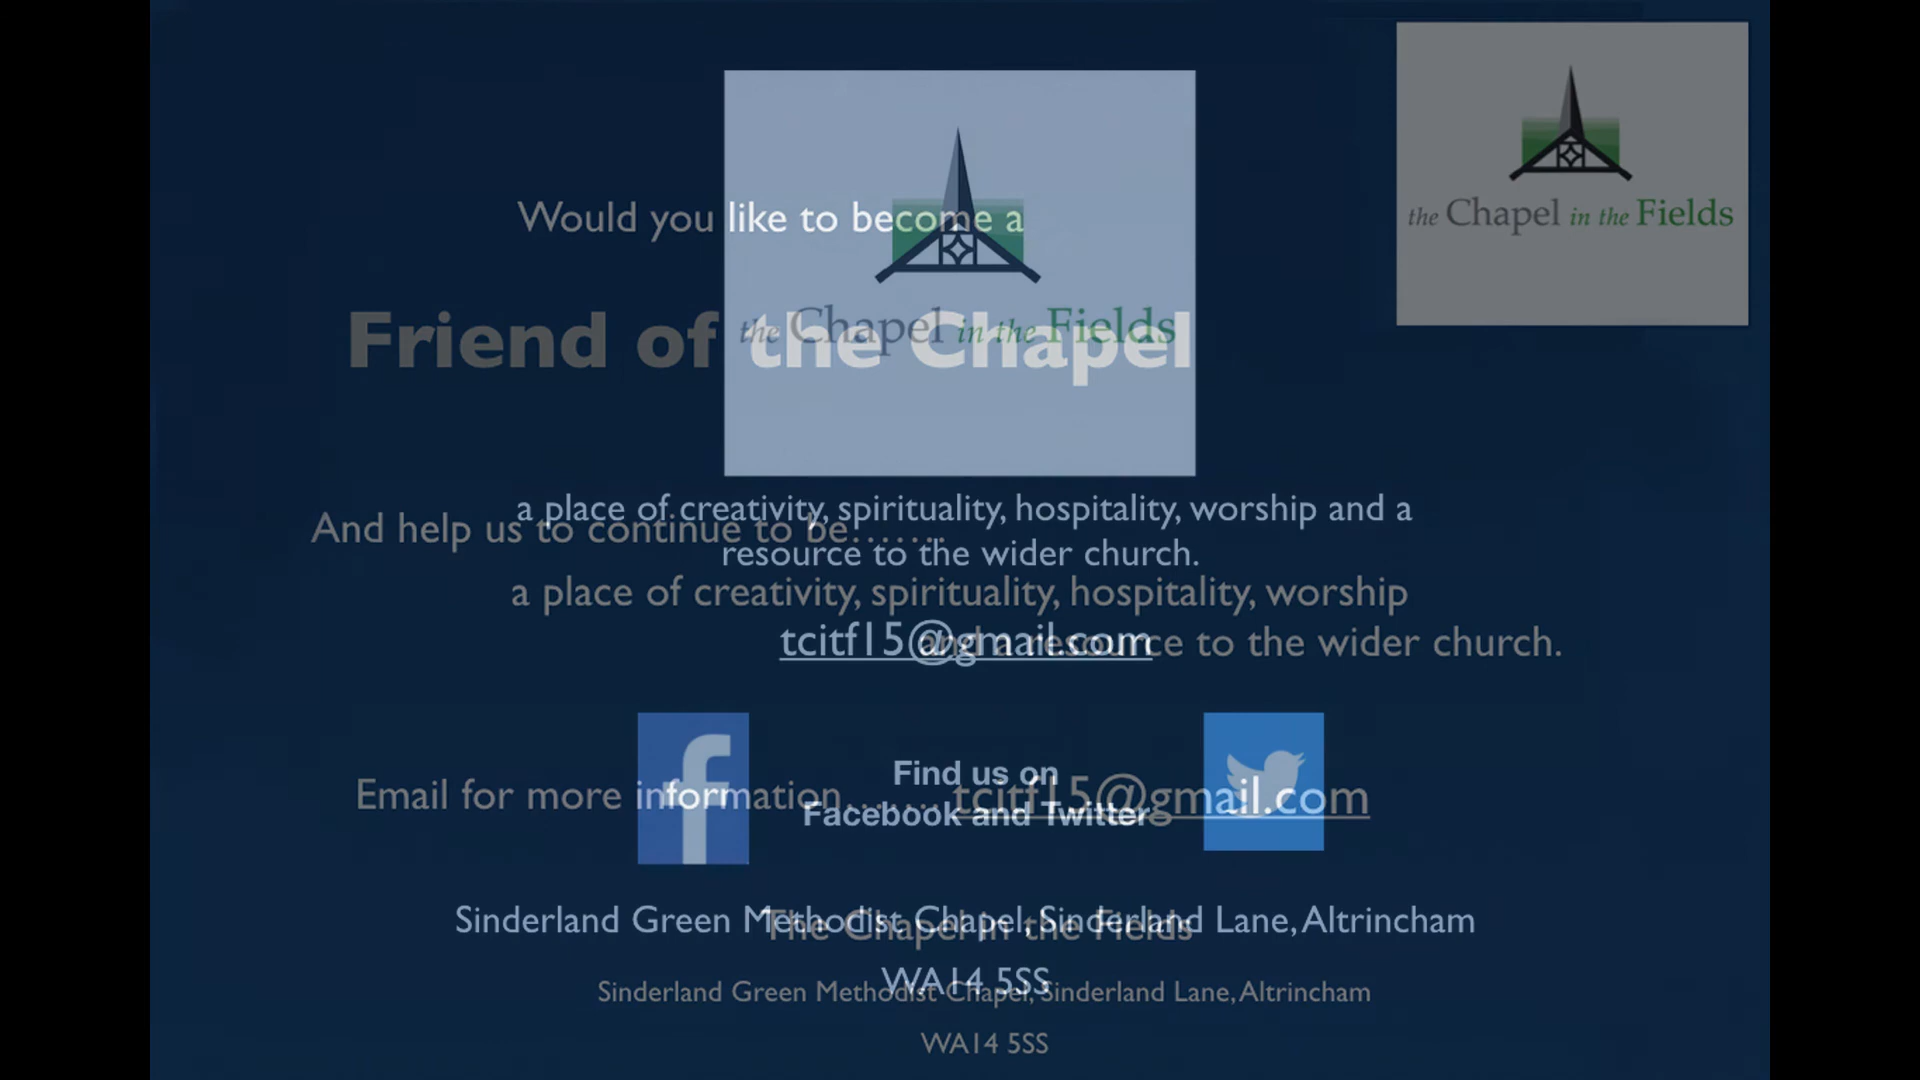 the Chapel in the Fields
Would you like to become a
Friend of the Chapel
And help us to continue to be.......
a place of creativity, spirituality, hospitality, worship
and a resource to the wider church.
Email for more information........ tcitf15@gmail.com
The Chapel in the Fields
Sinderland Green Methodist Chapel, Sinderland Lane, Altrincham
WA14 5SS
the Chapel in the Fields
a place of creativity, spirituality, hospitality, worship and a
resource to the wider church.
tcitf15@gmail.com
Find us on
Facebook and Twitter
Sinderland Green Methodist Chapel, Sinderland Lane, Altrincham
WA14 5SS